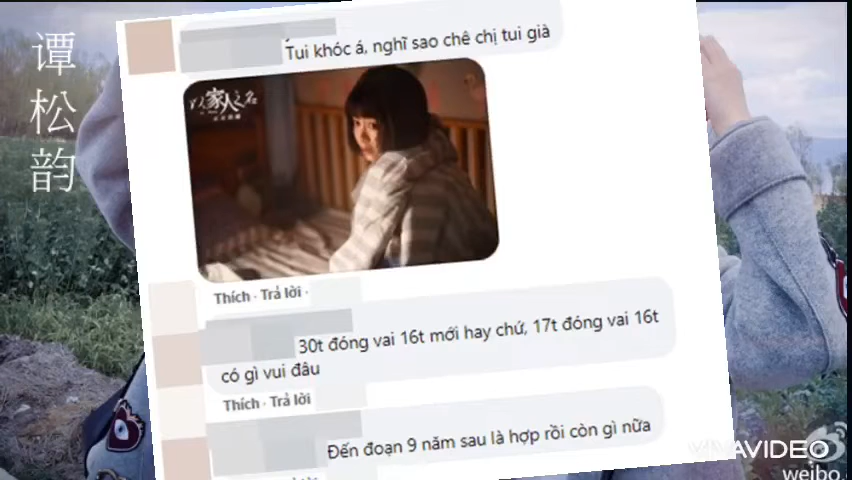 谭松韵
Tui khóc á, nghĩ sao chê chị tui già
以家人之名
Thích · Trả lời ·
30t đóng vai 16t mới hay chứ, 17t đóng vai 16t
có gì vui đâu
Thích · Trả lời
Đến đoạn 9 năm sau là hợp rồi còn gì nữa
VIVAVIDEO
weibo.